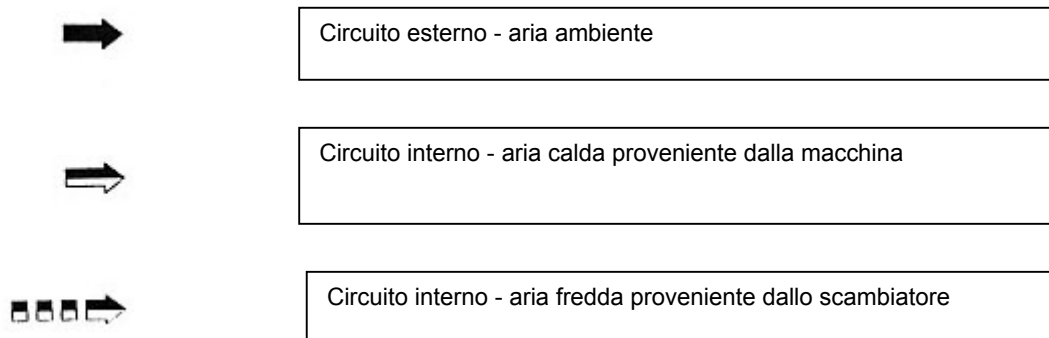 Circuito esterno - aria ambiente
Circuito interno - aria calda proveniente dalla macchina
Circuito interno - aria fredda proveniente dallo scambiatore